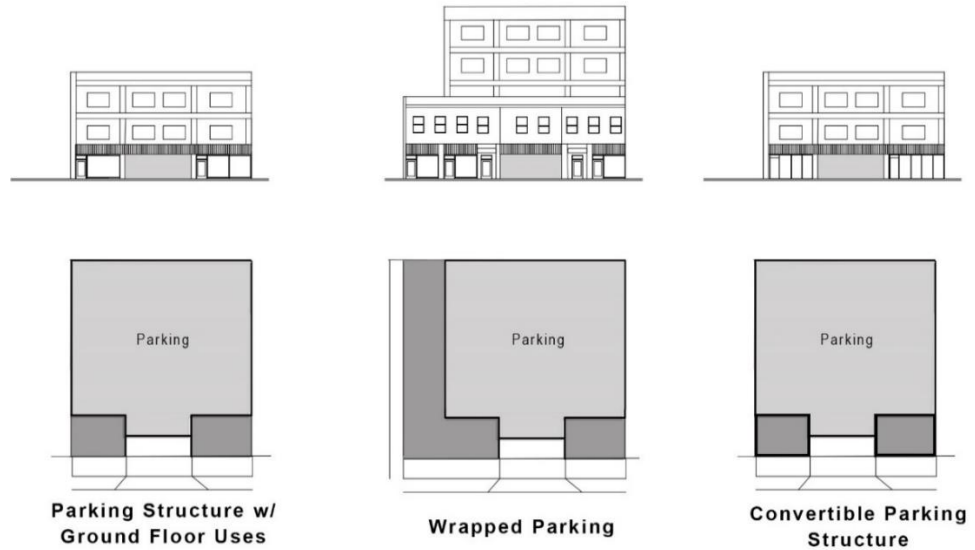 Parking
Parking
Parking
Parking Structure w/
Ground Floor Uses
Wrapped Parking
Convertible Parking
Structure